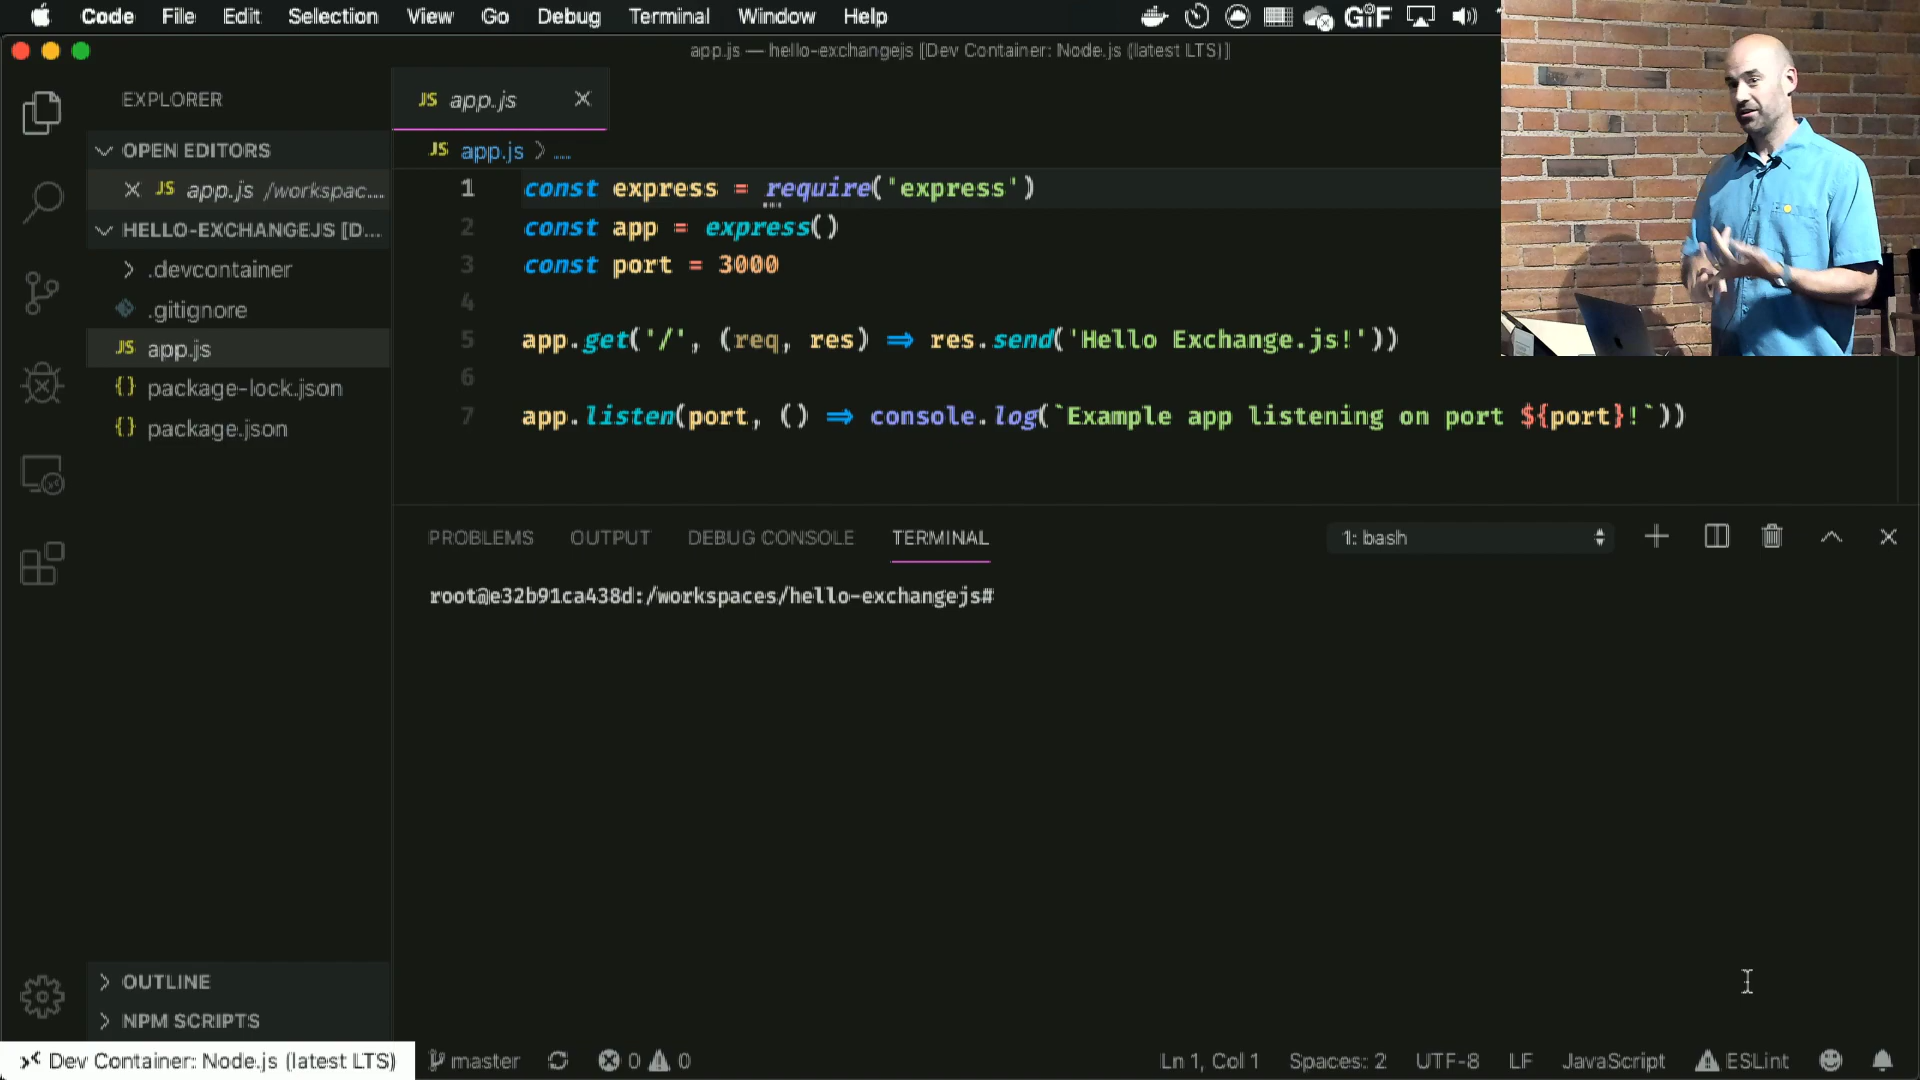 Code File Edit Selection View Go Debug Terminal Window Help GIF
app.js — hello-exchangejs [Dev Container: Node.js (latest LTS)]
EXPLORER
OPEN EDITORS
JS app.js /workspac...
HELLO-EXCHANGEJS [D...
.devcontainer
.gitignore
JS app.js
{} package-lock.json
{} package.json
OUTLINE
NPM SCRIPTS
JS app.js
JS app.js > ...
1 const express = require('express')
2 const app = express()
3 const port = 3000
4
5 app.get('/', (req, res) => res.send('Hello Exchange.js!'))
6
7 app.listen(port, () => console.log(`Example app listening on port ${port}!`))
PROBLEMS OUTPUT DEBUG CONSOLE TERMINAL 1: bash
root@e32b91ca438d:/workspaces/hello-exchangejs#
Dev Container: Node.js (latest LTS) master 0 0 Ln 1, Col 1 Spaces: 2 UTF-8 LF JavaScript ESLint